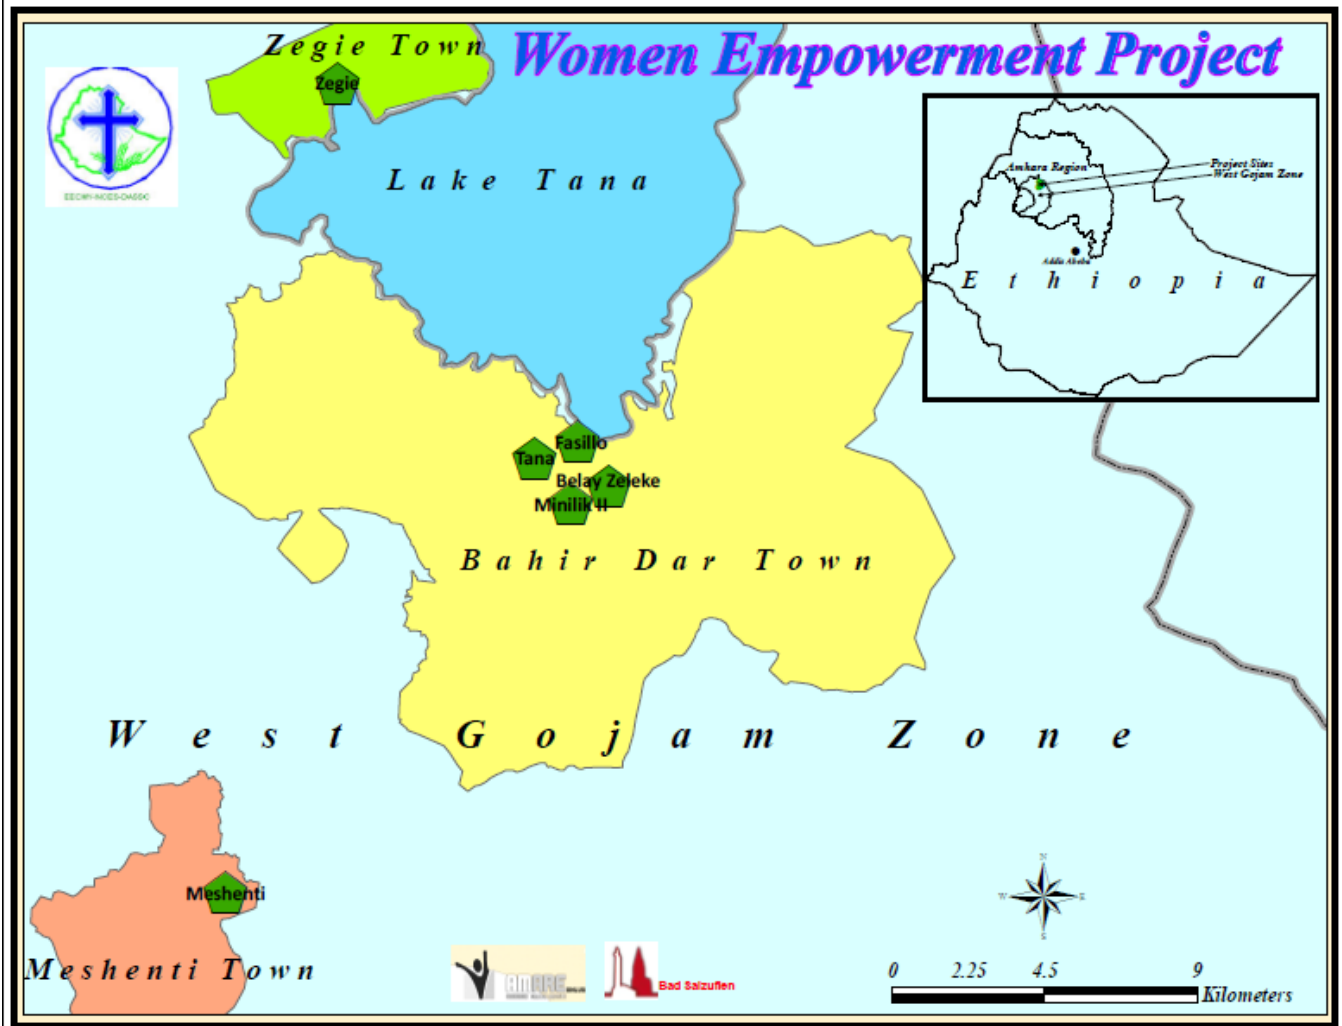 Zegie Town
Women Empowerment Project
Zegie
Lake Tana
Amhara Region
Project Sites
West Gojam Zone
Addis Ababa
Ethiopia
Fasillo
Tana
Belay Zeleke
Minilik II
Bahir Dar Town
West Gojam Zone
Meshenti
Meshenti Town
N
W
E
S
Bad Salzuflen
0 2.25 4.5 9
Kilometers